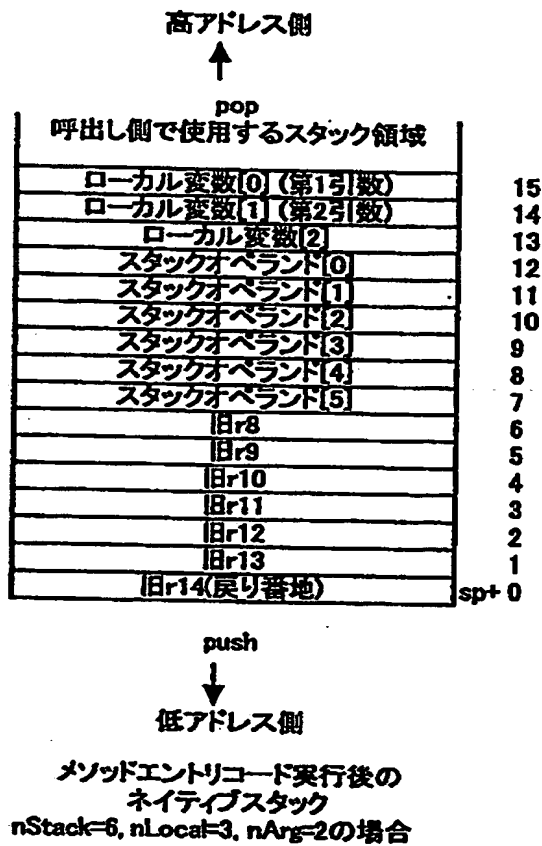 高アドレス側
pop
呼出し側で使用するスタック領域
ローカル変数[0] (第1引数) 15
ローカル変数[1] (第2引数) 14
ローカル変数[2] 13
スタックオペランド[0] 12
スタックオペランド[1] 11
スタックオペランド[2] 10
スタックオペランド[3] 9
スタックオペランド[4] 8
スタックオペランド[5] 7
旧r8 6
旧r9 5
旧r10 4
旧r11 3
旧r12 2
旧r13 1
旧r14(戻り番地) sp+ 0
push
低アドレス側
メソッドエントリコード実行後の
ネイティブスタック
nStack=6, nLocal=3, nArg=2の場合